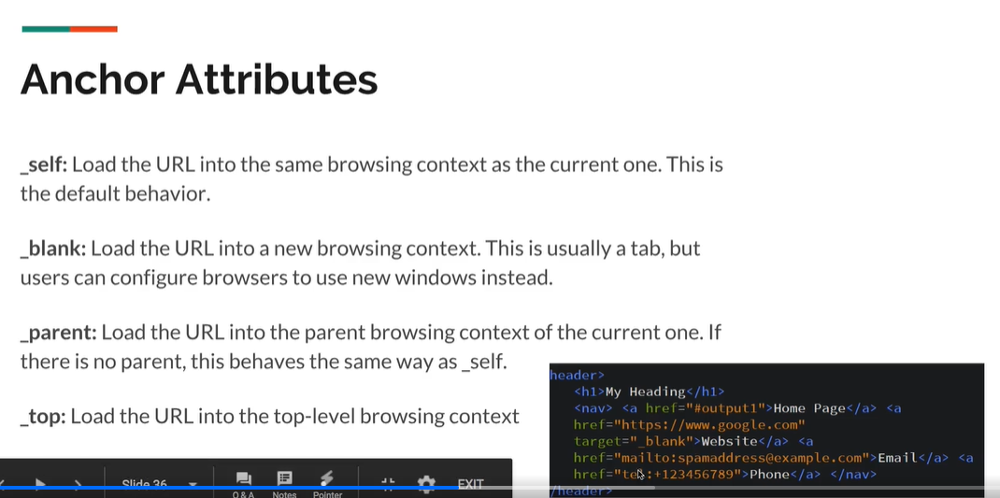 Anchor Attributes
_self: Load the URL into the same browsing context as the current one. This is
the default behavior.
_blank: Load the URL into a new browsing context. This is usually a tab, but
users can configure browsers to use new windows instead.
_parent: Load the URL into the parent browsing context of the current one. If
there is no parent, this behaves the same way as _self.
_top: Load the URL into the top-level browsing context
header>
<h1>My Heading</h1>
<nav> <a href="#output1">Home Page</a> <a
href="https://www.google.com"
target="_blank">Website</a> <a
href="mailto:spamaddress@example.com">Email</a> <a
href="tel:+123456789">Phone</a> </nav>
/header>
Slide 36
Q & A
Notes
Pointer
EXIT